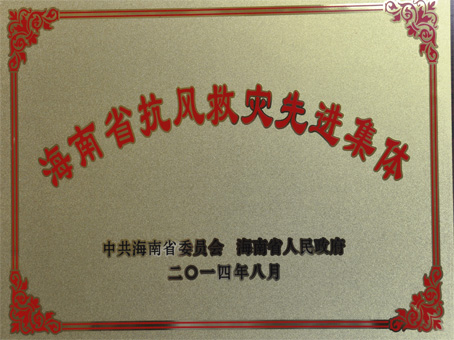 海南省抗风救灾先进集体
中共海南省委员会 海南省人民政府
二〇一四年八月